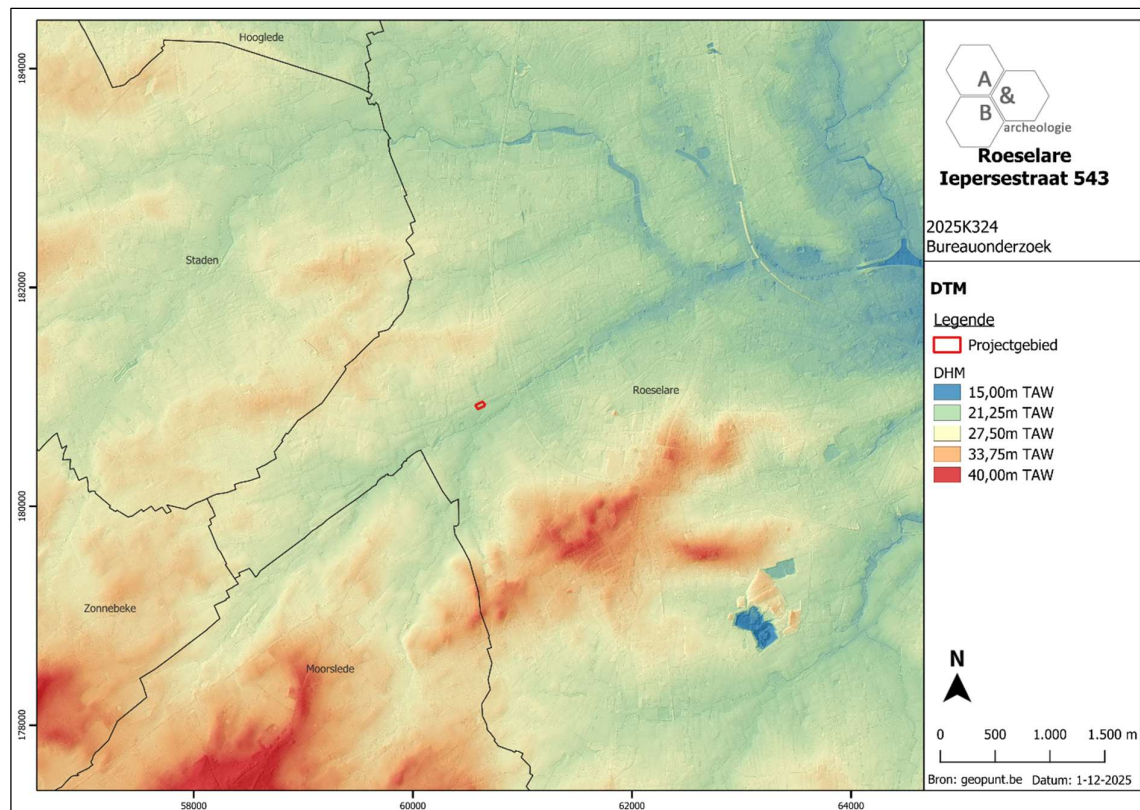 Hooglede
Staden
Roeselare
Zonnebeke
Moorslede
184000
182000
180000
178000
58000
60000
62000
64000
A
&
B
archeologie
Roeselare
Iepersestraat 543
2025K324
Bureauonderzoek
DTM
Legende
Projectgebied
DHM
15,00m TAW
21,25m TAW
27,50m TAW
33,75m TAW
40,00m TAW
N
0 500 1.000 1.500 m
Bron: geopunt.be Datum: 1-12-2025